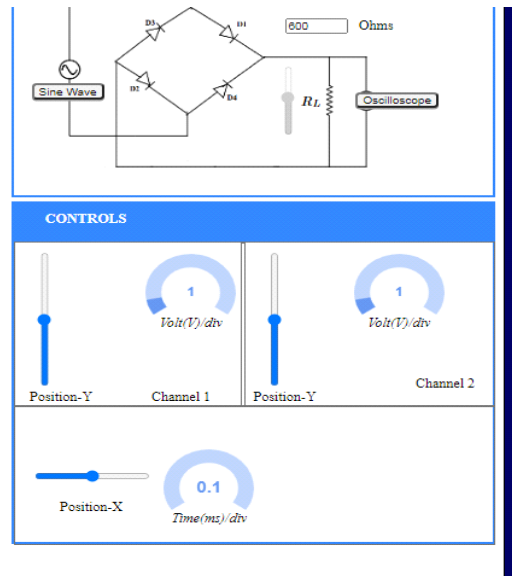 D3
D1
600 Ohms
Sine Wave
D2
D4
RL
Oscilloscope
CONTROLS
1
Volt(V)/div
Position-Y
Channel 1
1
Volt(V)/div
Position-Y
Channel 2
0.1
Position-X
Time(ms)/div